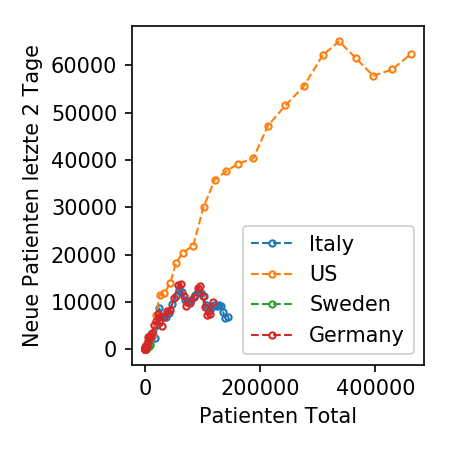 Neue Patienten letzte 2 Tage
60000
50000
40000
30000
20000
10000
0
Italy
US
Sweden
Germany
0 200000 400000
Patienten Total